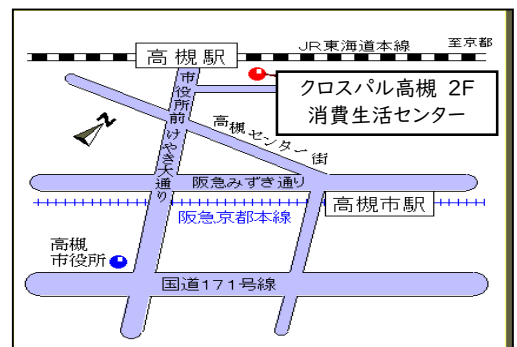 JR東海道本線
至京都
高槻駅
クロスパル高槻 2F
消費生活センター
市役所前けやき大通り
高槻センター街
N
阪急みずき通り
高槻市駅
阪急京都本線
高槻
市役所
国道171号線